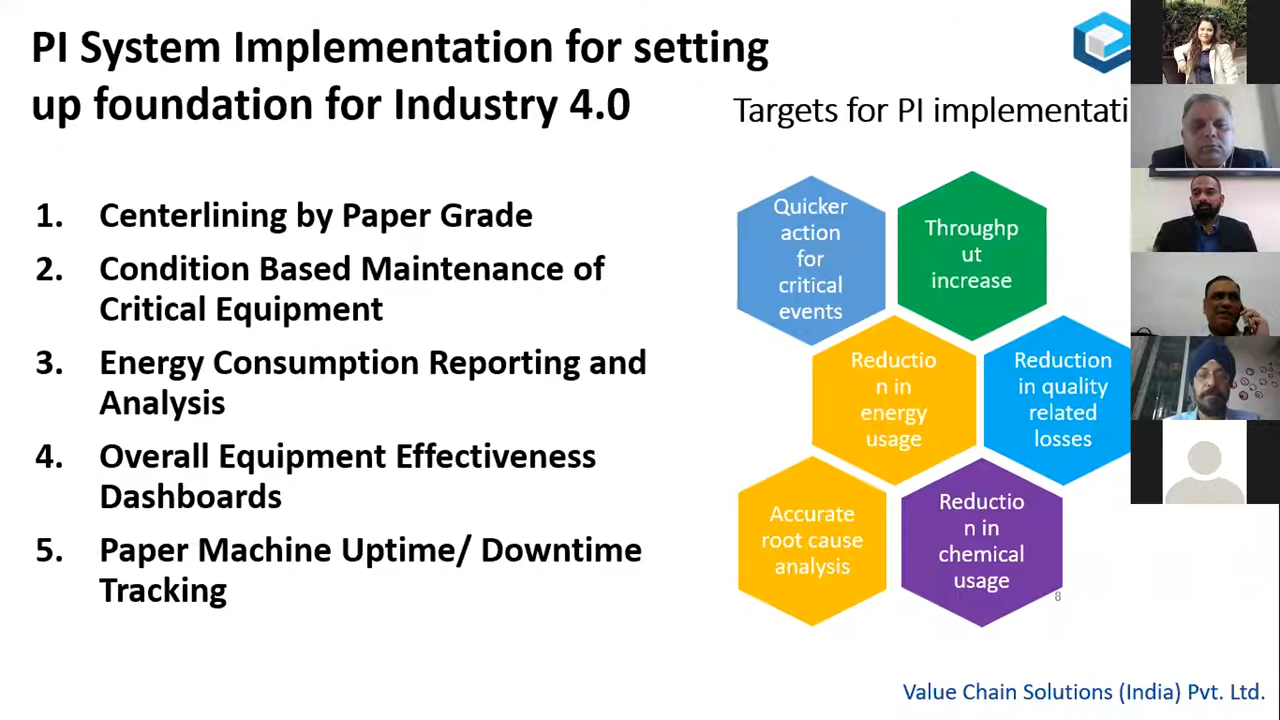 PI System Implementation for setting
up foundation for Industry 4.0
Targets for PI implementati
1. Centerlining by Paper Grade
2. Condition Based Maintenance of
Critical Equipment
3. Energy Consumption Reporting and
Analysis
4. Overall Equipment Effectiveness
Dashboards
5. Paper Machine Uptime/ Downtime
Tracking
Quicker
action
for
critical
events
Throughp
ut
increase
Reductio
n in
energy
usage
Reduction
in quality
related
losses
Accurate
root cause
analysis
Reductio
n in
chemical
usage
8
Value Chain Solutions (India) Pvt. Ltd.